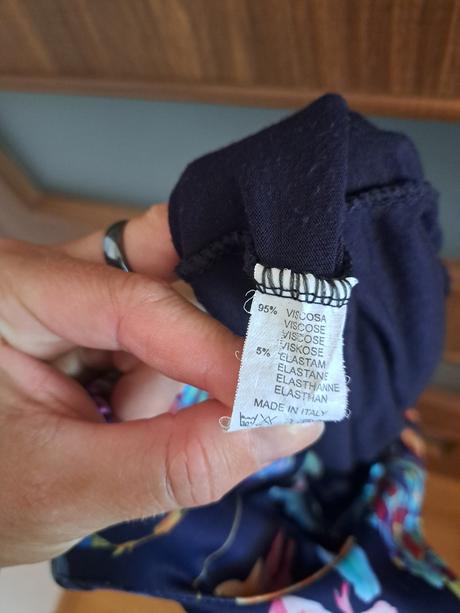 95% VISCOSA
VISCOSE
VISCOSE
VISKOSE
5% ELASTAM
ELASTANE
ELASTHANNE
ELASTHAN
MADE IN ITALY